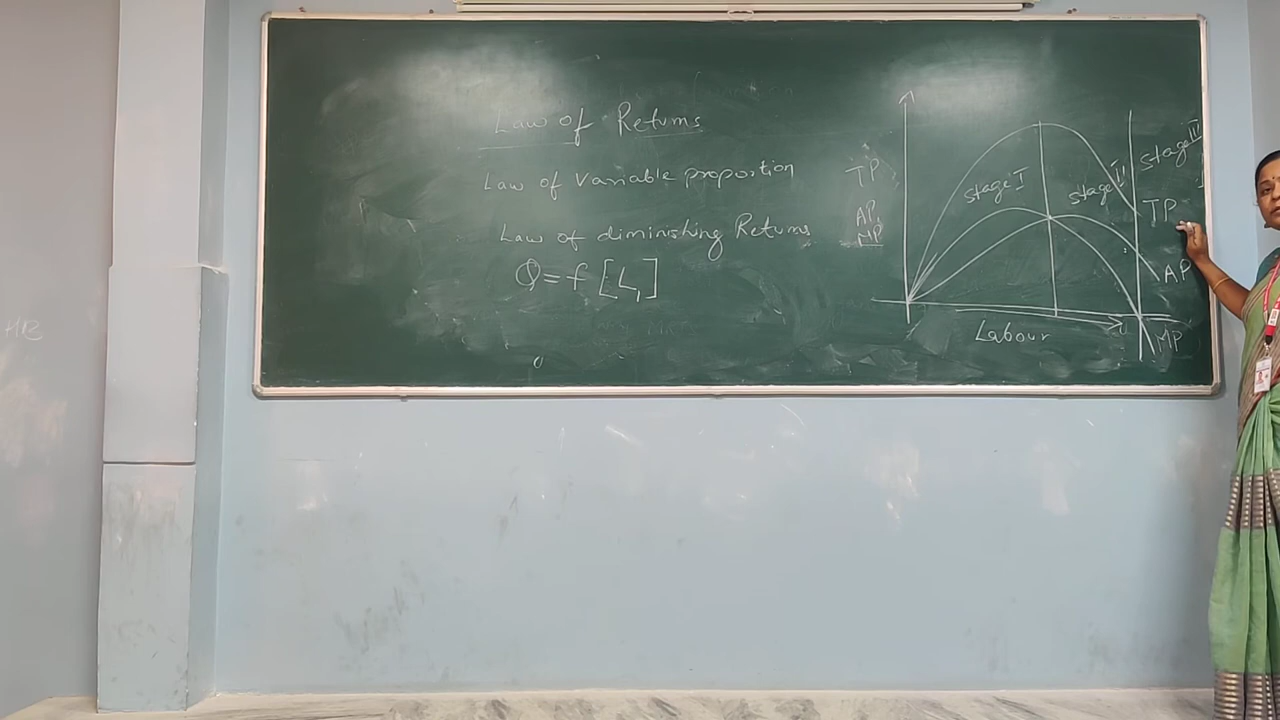 Law of Returns
Law of Variable proportion
Law of diminishing Returns
Q = f [L,]
TP
AP,
MP
Stage I
Stage II
Stage III
TP
AP
MP
Labour